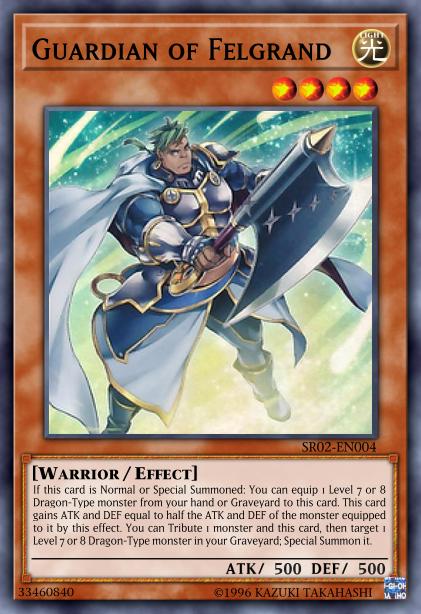 Guardian of Felgrand
LIGHT
光
SR02-EN004
[Warrior / Effect]
If this card is Normal or Special Summoned: You can equip 1 Level 7 or 8
Dragon-Type monster from your hand or Graveyard to this card. This card
gains ATK and DEF equal to half the ATK and DEF of the monster equipped
to it by this effect. You can Tribute 1 monster and this card, then target 1
Level 7 or 8 Dragon-Type monster in your Graveyard; Special Summon it.
ATK/ 500 DEF/ 500
33460840 ©1996 KAZUKI TAKAHASHI